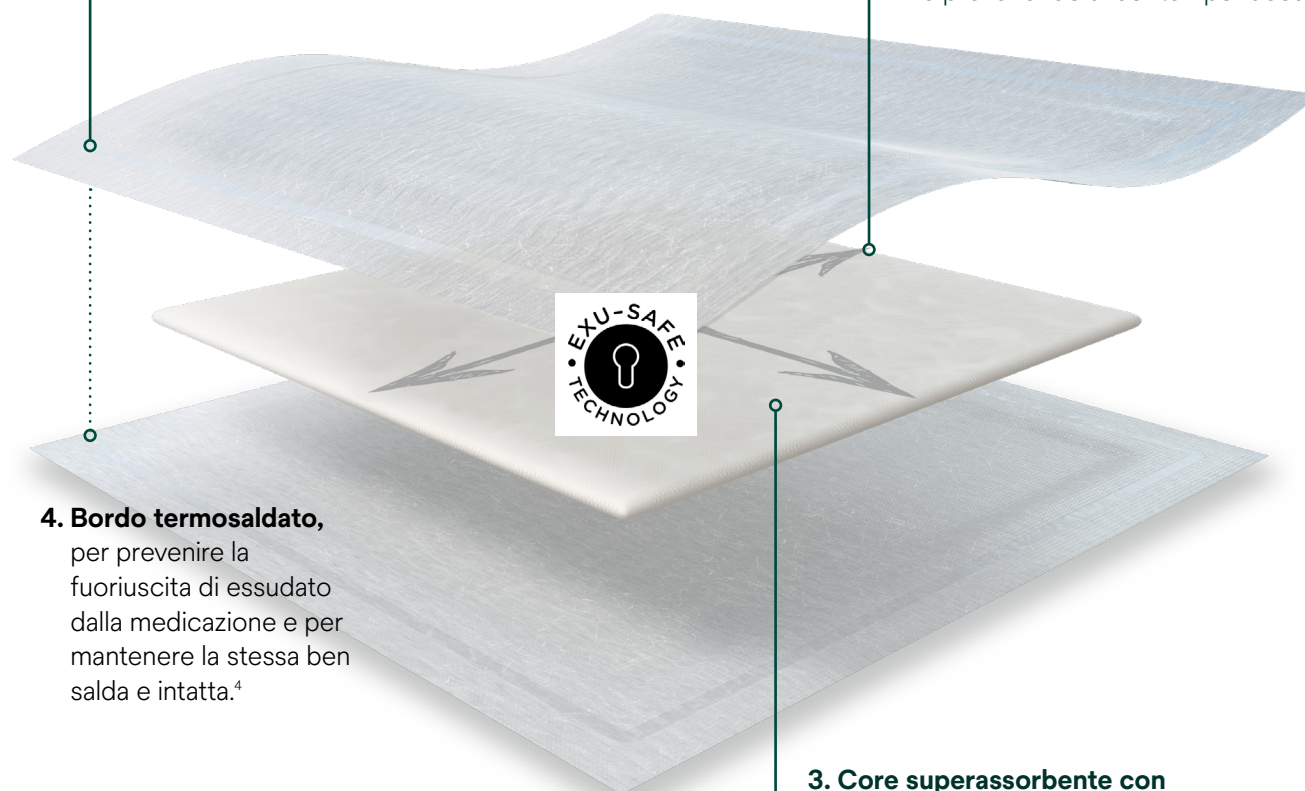 EXU-SAFE
TECHNOLOGY
4. Bordo termosaldato,
per prevenire la
fuoriuscita di essudato
dalla medicazione e per
mantenere la stessa ben
salda e intatta.4
3. Core superassorbente con